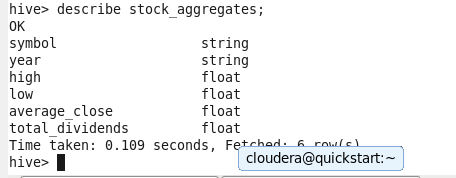 hive> describe stock_aggregates;
OK
symbol string
year string
high float
low float
average_close float
total_dividends float
Time taken: 0.109 seconds, Fetched: 6 row(s)
cloudera@quickstart:~
hive>